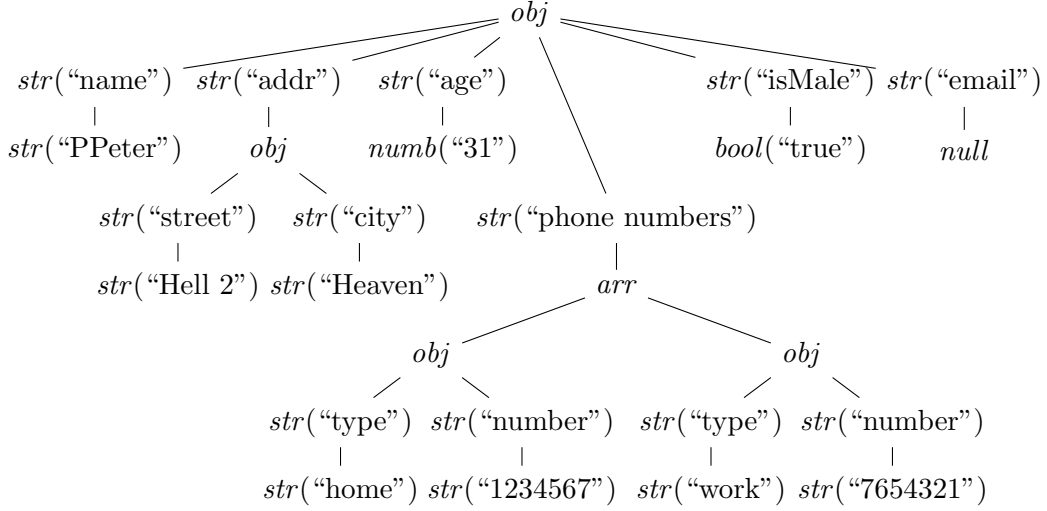 obj
str(“name”) str(“addr”) str(“age”) str(“isMale”) str(“email”)
str(“PPeter”) obj numb(“31”) bool(“true”) null
str(“street”) str(“city”) str(“phone numbers”)
str(“Hell 2”) str(“Heaven”) arr
obj obj
str(“type”) str(“number”) str(“type”) str(“number”)
str(“home”) str(“1234567”) str(“work”) str(“7654321”)